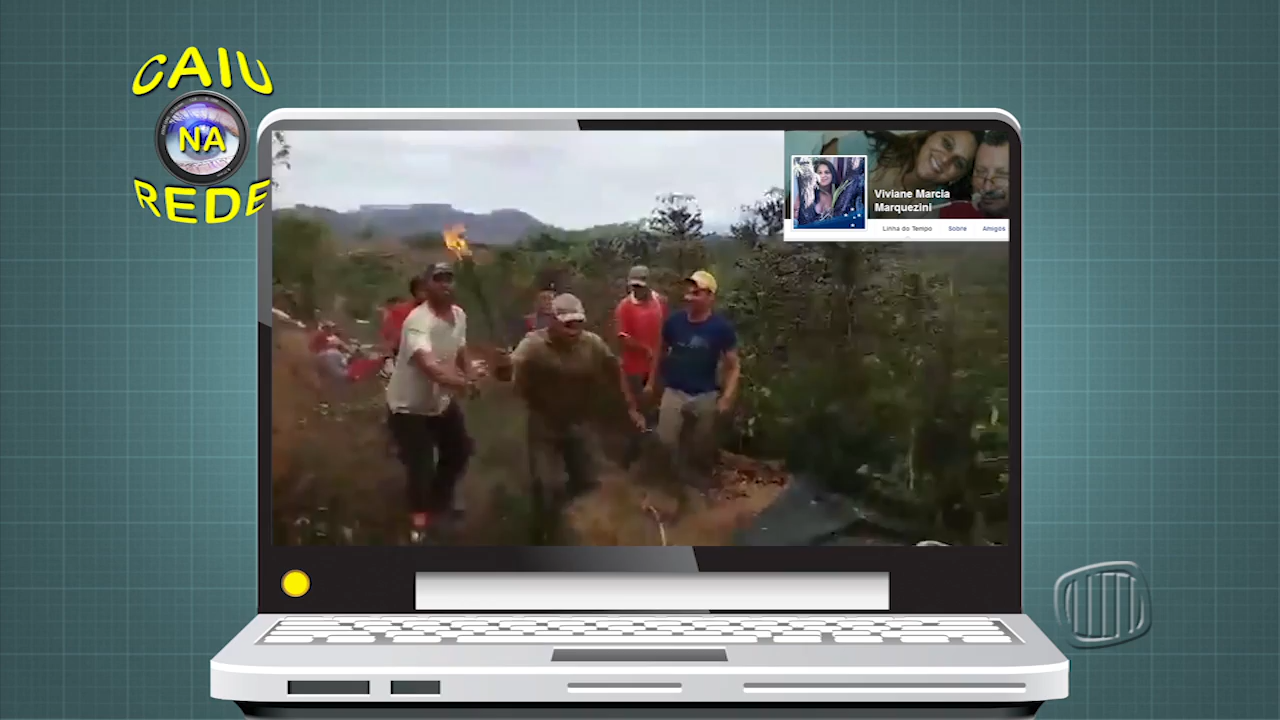 CAIU
NA
REDE
Viviane Marcia
Marquezini
Linha do Tempo Sobre Amigos